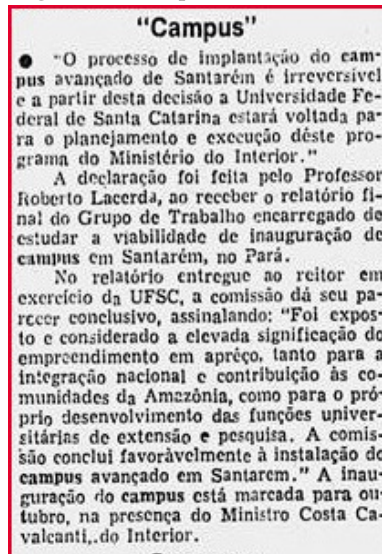 "Campus"
● "O processo de implantação do cam-
pus avançado de Santarém é irreversível
e a partir desta decisão a Universidade Fe-
deral de Santa Catarina estará voltada pa-
ra o planejamento e execução dêste pro-
grama do Ministério do Interior."
A declaração foi feita pelo Professor
Roberto Lacerda, ao receber o relatório fi-
nal do Grupo de Trabalho encarregado de
estudar a viabilidade de inauguração de
campus em Santarém, no Pará.
No relatório entregue ao reitor em
exercício da UFSC, a comissão dá seu pa-
recer conclusivo, assinalando: "Foi expos-
to e considerado a elevada significação do
empreendimento em aprêço, tanto para a
integração nacional e contribuição às co-
munidades da Amazônia, como para o pró-
prio desenvolvimento das funções univer-
sitárias de extensão e pesquisa. A comis-
são conclui favoràvelmente à instalação do
campus avançado em Santarem." A inau-
guração do campus está marcada para ou-
tubro, na presença do Ministro Costa Ca-
valcanti, do Interior.